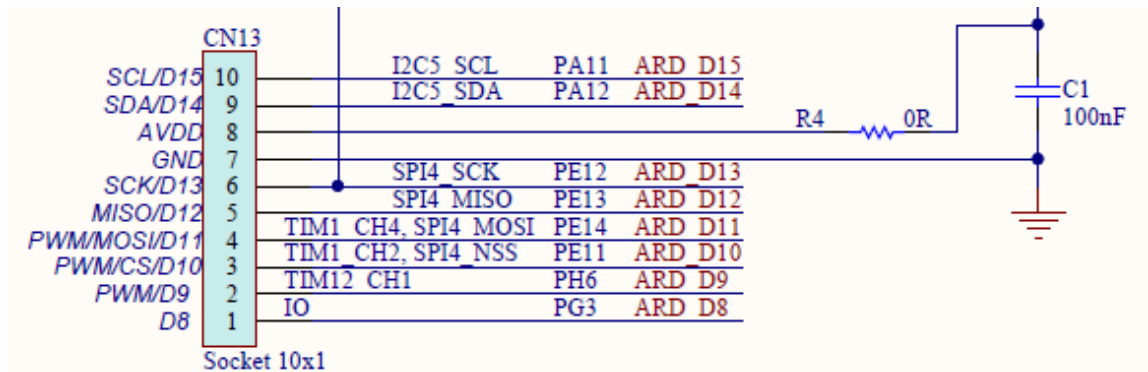 CN13
SCL/D15 10 I2C5_SCL PA11 ARD_D15
SDA/D14 9 I2C5_SDA PA12 ARD_D14
AVDD 8 R4 0R
C1
100nF
GND 7
SCK/D13 6 SPI4_SCK PE12 ARD_D13
MISO/D12 5 SPI4_MISO PE13 ARD_D12
PWM/MOSI/D11 4 TIM1_CH4, SPI4_MOSI PE14 ARD_D11
PWM/CS/D10 3 TIM1_CH2, SPI4_NSS PE11 ARD_D10
PWM/D9 2 TIM12_CH1 PH6 ARD_D9
D8 1 IO PG3 ARD_D8
Socket 10x1